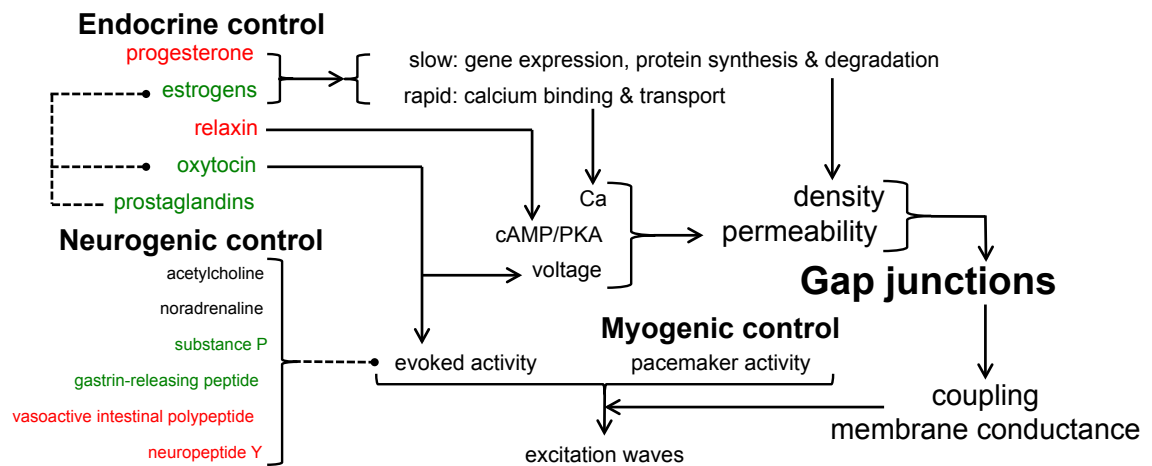 Endocrine control
progesterone
estrogens
relaxin
oxytocin
prostaglandins
slow: gene expression, protein synthesis & degradation
rapid: calcium binding & transport
Ca
cAMP/PKA
voltage
density
permeability
Gap junctions
Neurogenic control
acetylcholine
noradrenaline
substance P
gastrin-releasing peptide
vasoactive intestinal polypeptide
neuropeptide Y
Myogenic control
evoked activity
pacemaker activity
coupling
membrane conductance
excitation waves